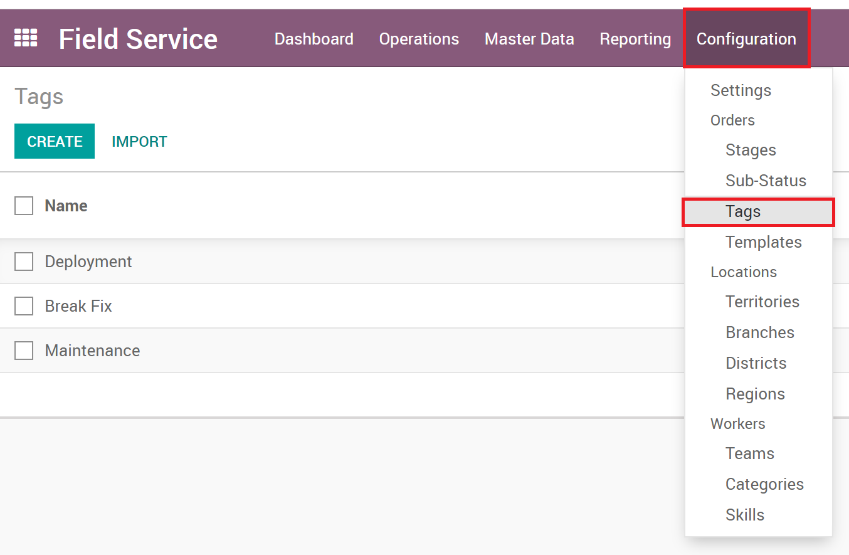 Field Service Dashboard Operations Master Data Reporting Configuration
Tags
CREATE IMPORT
Name
Deployment
Break Fix
Maintenance
Settings
Orders
Stages
Sub-Status
Tags
Templates
Locations
Territories
Branches
Districts
Regions
Workers
Teams
Categories
Skills